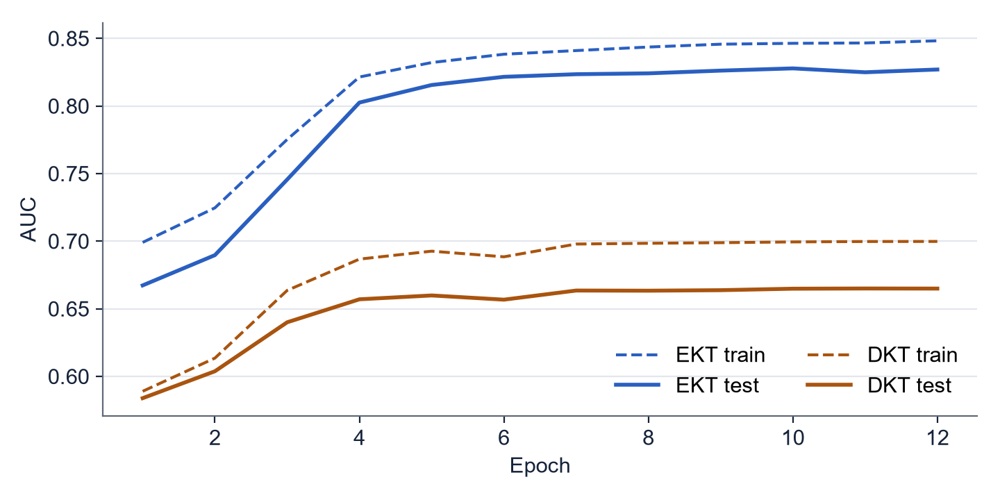 0.85
0.80
0.75
0.70
0.65
0.60
AUC
EKT train
DKT train
EKT test
DKT test
2 4 6 8 10 12
Epoch